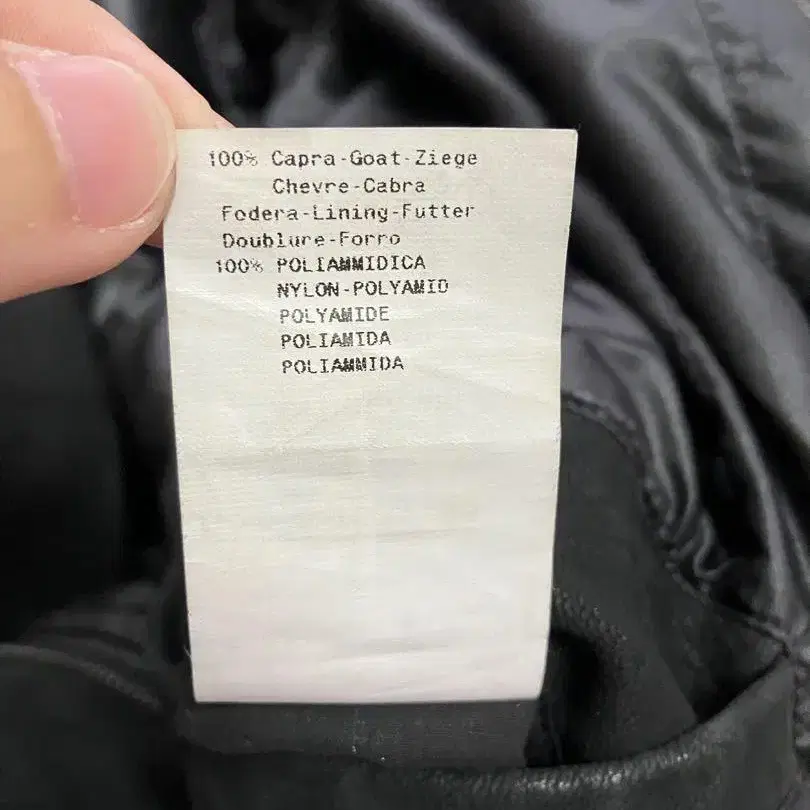 100% Capra-Goat-Ziege
Chevre-Cabra
Fodera-Lining-Futter
Doublure-Forro
100% POLIAMMIDICA
NYLON-POLYAMID
POLYAMIDE
POLIAMIDA
POLIAMMIDA